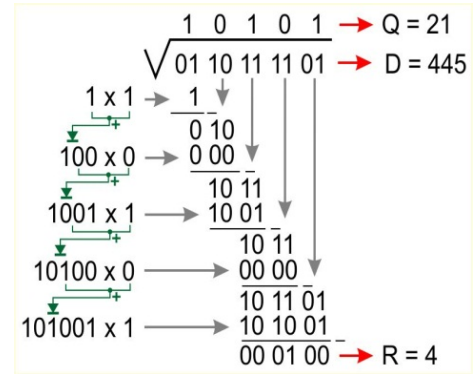 1 0 1 0 1 Q = 21
√ 01 10 11 11 01 D = 445
1 x 1 1
+
0 10
100 x 0 0 00
+
10 11
1001 x 1 10 01
+
10 11
10100 x 0 00 00
+
10 11 01
101001 x 1 10 10 01
00 01 00 R = 4